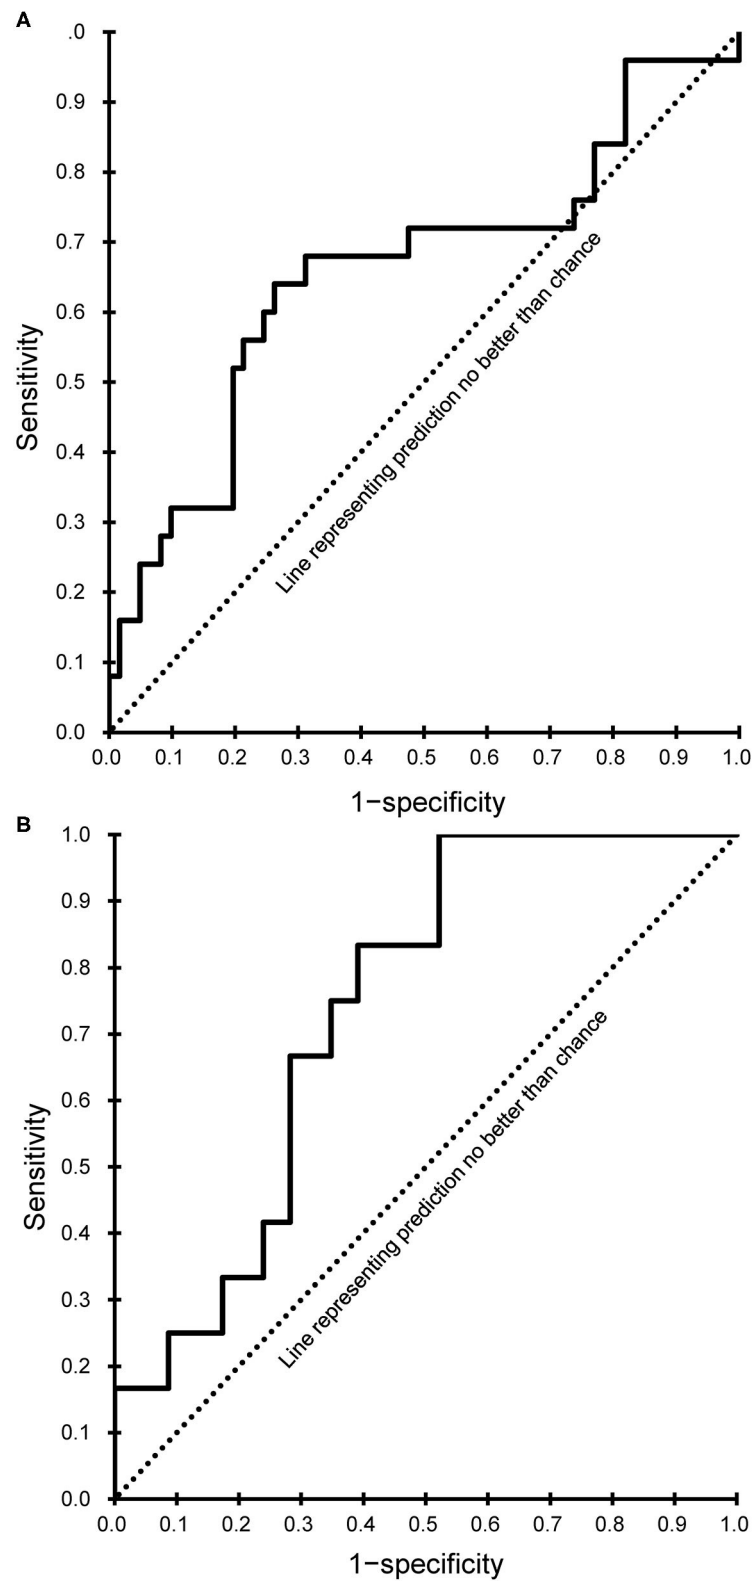 A
.0
0.9
0.8
0.7
0.6
0.5
0.4
0.3
0.2
0.1
0.0
Sensitivity
Line representing prediction no better than chance
0.0 0.1 0.2 0.3 0.4 0.5 0.6 0.7 0.8 0.9 1.0
1−specificity
B
1.0
0.9
0.8
0.7
0.6
0.5
0.4
0.3
0.2
0.1
0.0
Sensitivity
Line representing prediction no better than chance
0.0 0.1 0.2 0.3 0.4 0.5 0.6 0.7 0.8 0.9 1.0
1−specificity